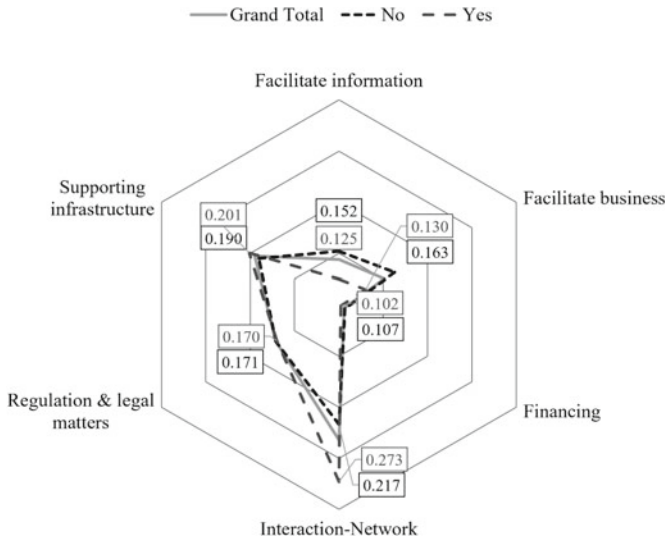 Grand Total No Yes
Facilitate information
Supporting
infrastructure
Facilitate business
0.201
0.190
0.152
0.125
0.130
0.163
0.102
0.107
0.170
0.171
Regulation & legal
matters
Financing
0.273
0.217
Interaction-Network